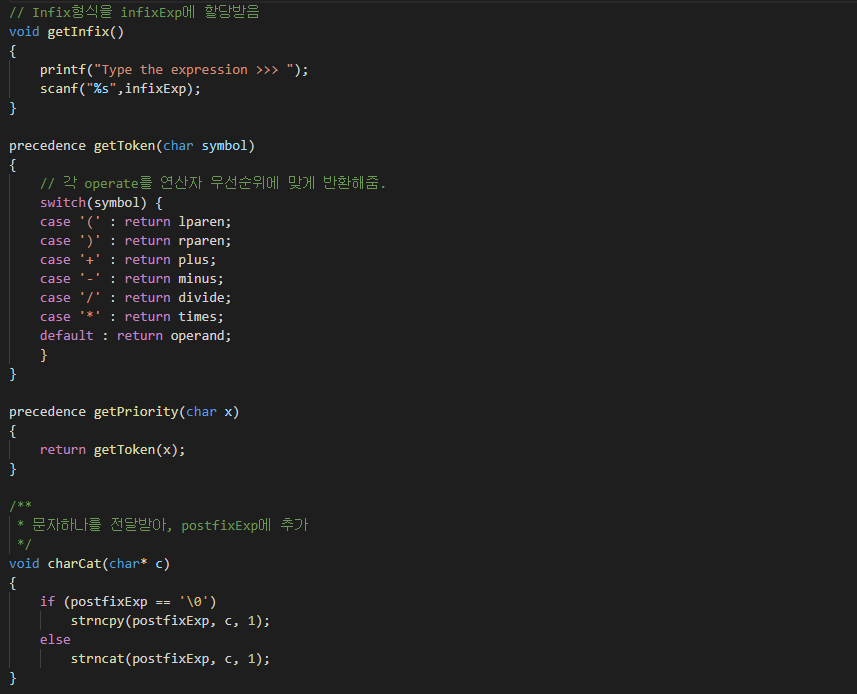 // Infix형식을 infixExp에 할당받음
void getInfix()
{
    printf("Type the expression >>> ");
    scanf("%s",infixExp);
}

precedence getToken(char symbol)
{
    // 각 operate를 연산자 우선순위에 맞게 반환해줌.
    switch(symbol) {
    case '(' : return lparen;
    case ')' : return rparen;
    case '+' : return plus;
    case '-' : return minus;
    case '/' : return divide;
    case '*' : return times;
    default : return operand;
    }
}

precedence getPriority(char x)
{
    return getToken(x);
}

/**
 * 문자하나를 전달받아, postfixExp에 추가
 */
void charCat(char* c)
{
    if (postfixExp == '\0')
        strncpy(postfixExp, c, 1);
    else
        strncat(postfixExp, c, 1);
}